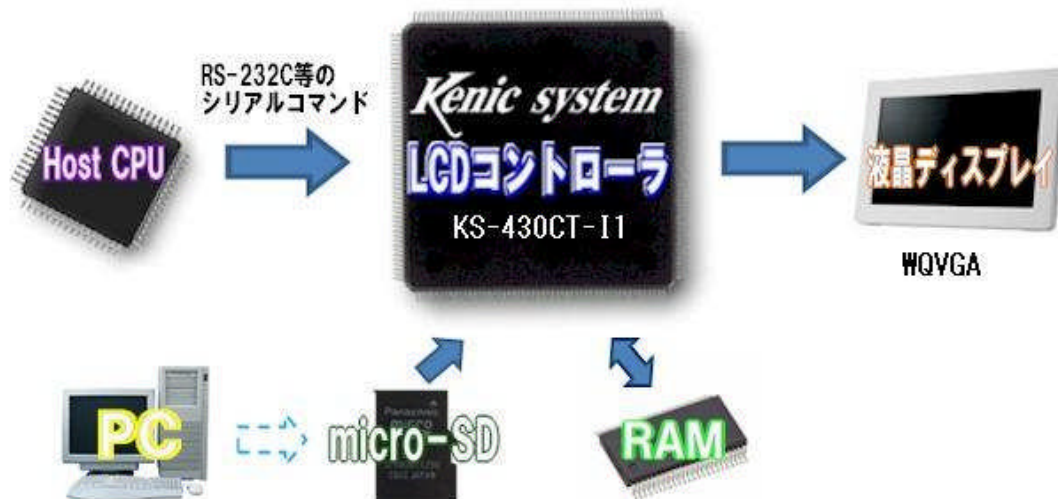 RS-232C等の
シリアルコマンド
Host CPU
Kenic system
LCDコントローラ
KS-430CT-I1
液晶ディスプレイ
WQVGA
PC
micro-SD
RAM